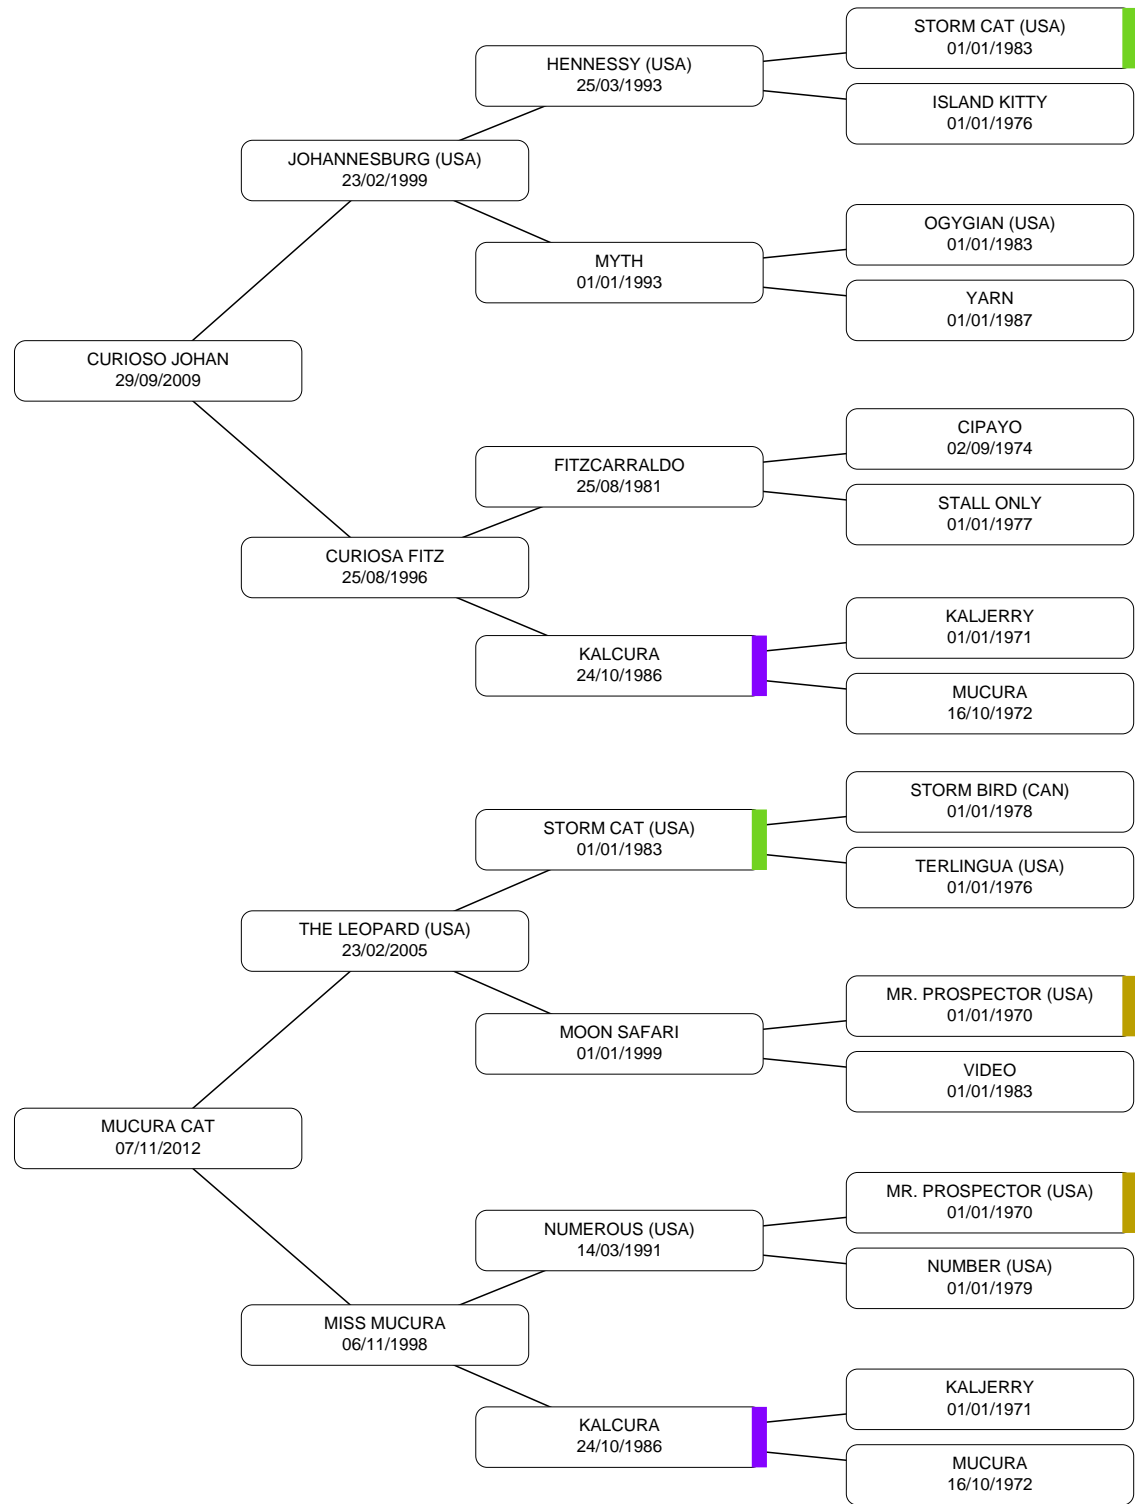 STORM CAT (USA)
01/01/1983
HENNESSY (USA)
25/03/1993
ISLAND KITTY
01/01/1976
JOHANNESBURG (USA)
23/02/1999
OGYGIAN (USA)
01/01/1983
MYTH
01/01/1993
YARN
01/01/1987
CURIOSO JOHAN
29/09/2009
CIPAYO
02/09/1974
FITZCARRALDO
25/08/1981
STALL ONLY
01/01/1977
CURIOSA FITZ
25/08/1996
KALJERRY
01/01/1971
KALCURA
24/10/1986
MUCURA
16/10/1972
STORM BIRD (CAN)
01/01/1978
STORM CAT (USA)
01/01/1983
TERLINGUA (USA)
01/01/1976
THE LEOPARD (USA)
23/02/2005
MR. PROSPECTOR (USA)
01/01/1970
MOON SAFARI
01/01/1999
VIDEO
01/01/1983
MUCURA CAT
07/11/2012
MR. PROSPECTOR (USA)
01/01/1970
NUMEROUS (USA)
14/03/1991
NUMBER (USA)
01/01/1979
MISS MUCURA
06/11/1998
KALJERRY
01/01/1971
KALCURA
24/10/1986
MUCURA
16/10/1972